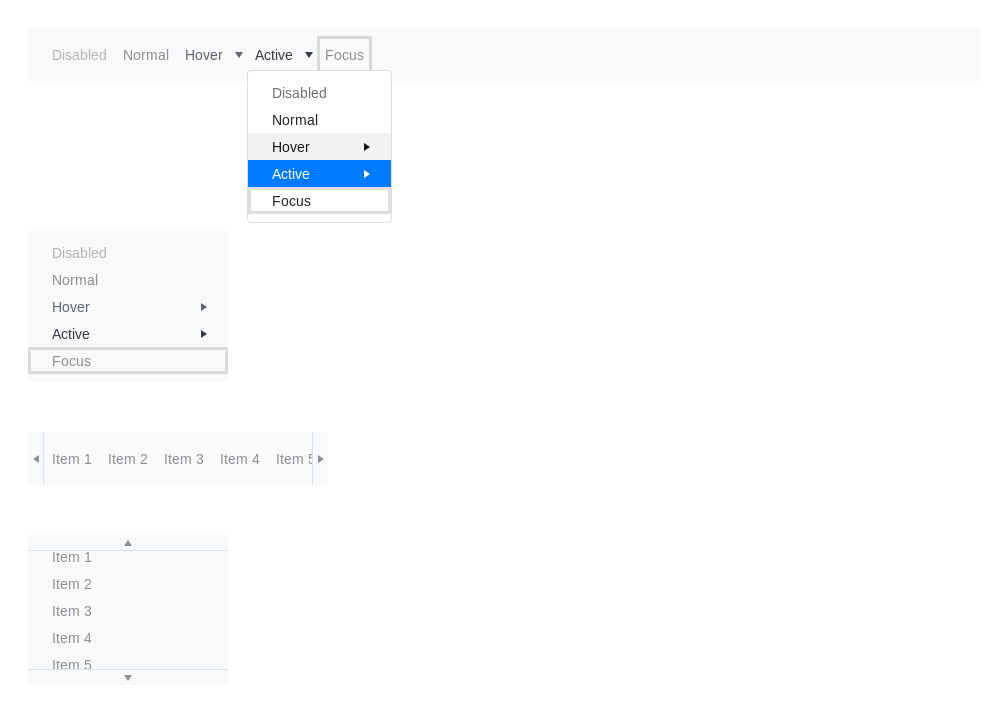 Disabled Normal Hover Active Focus
Disabled
Normal
Hover
Active
Focus
Disabled
Normal
Hover
Active
Focus
Item 1 Item 2 Item 3 Item 4 Item 5
Item 1
Item 2
Item 3
Item 4
Item 5